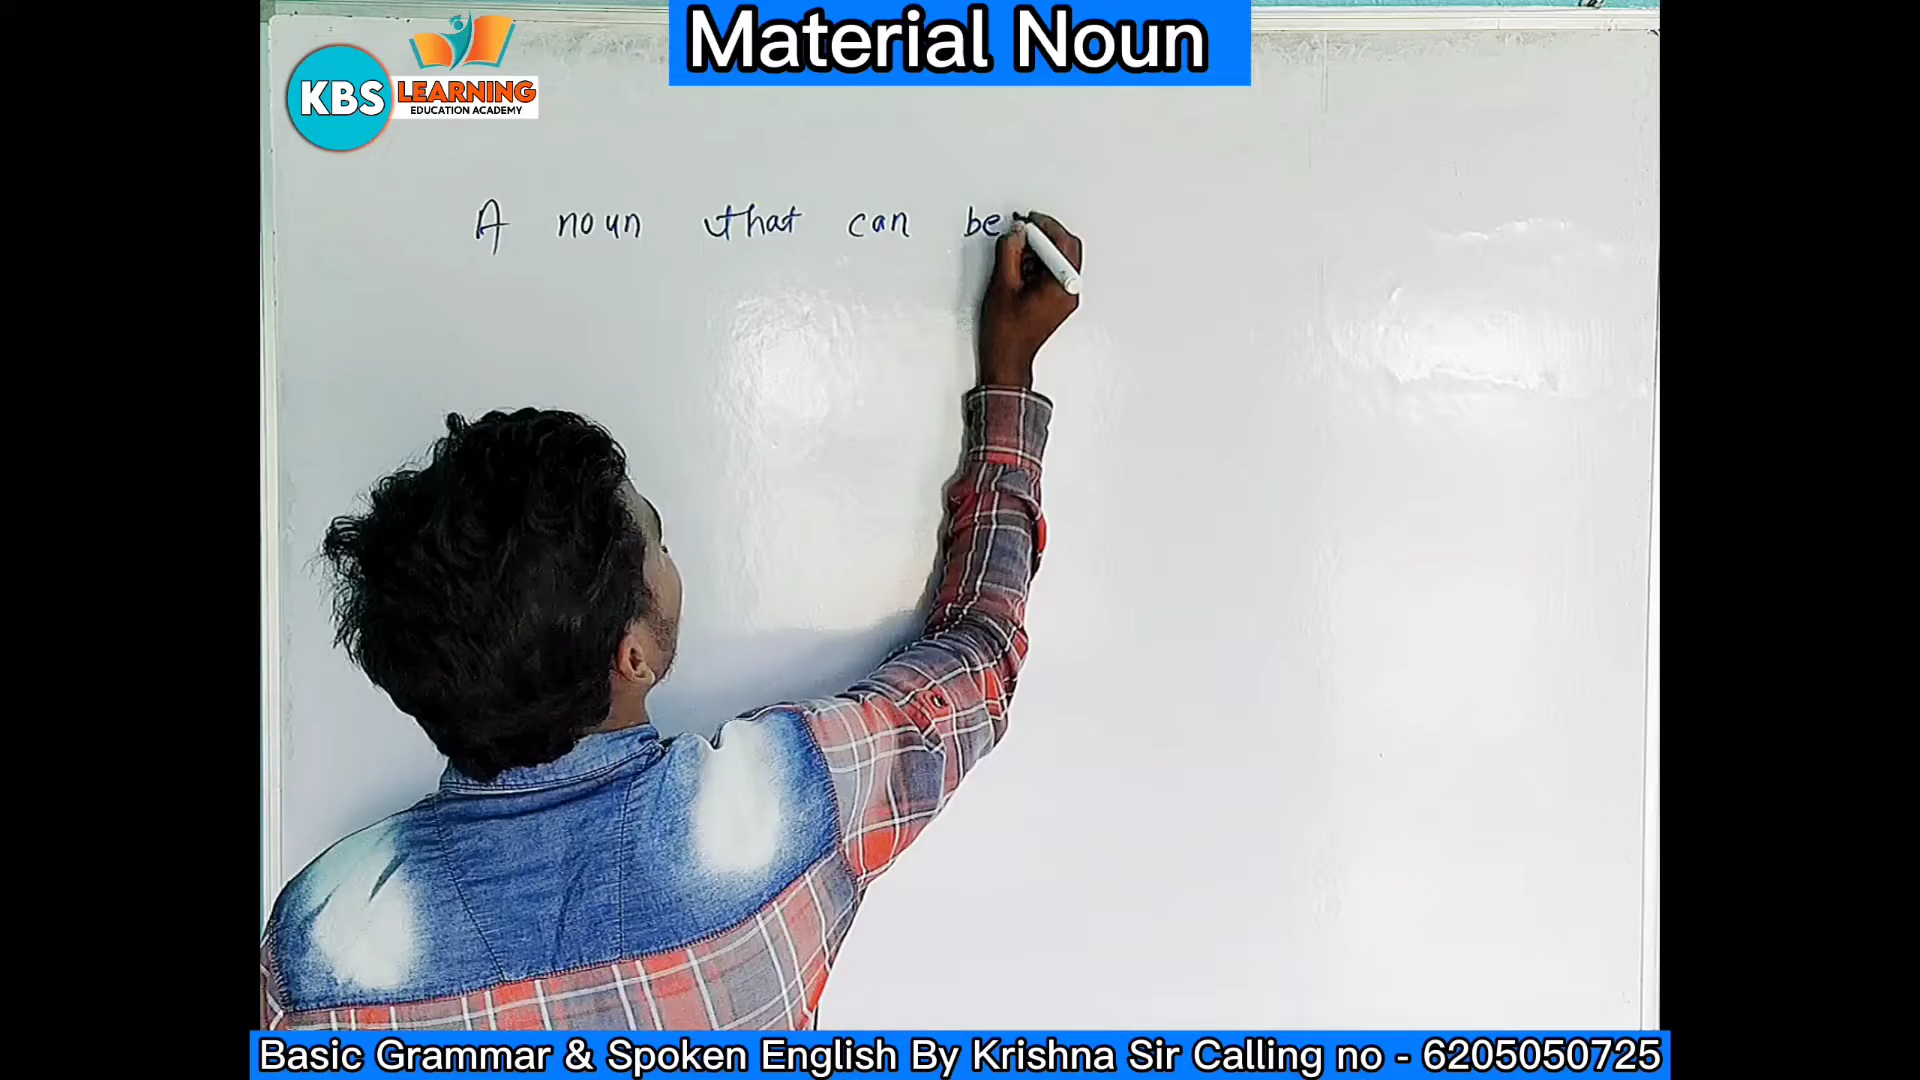 Material Noun
KBS LEARNING
EDUCATION ACADEMY
A noun that can be
Basic Grammar & Spoken English By Krishna Sir Calling no - 6205050725